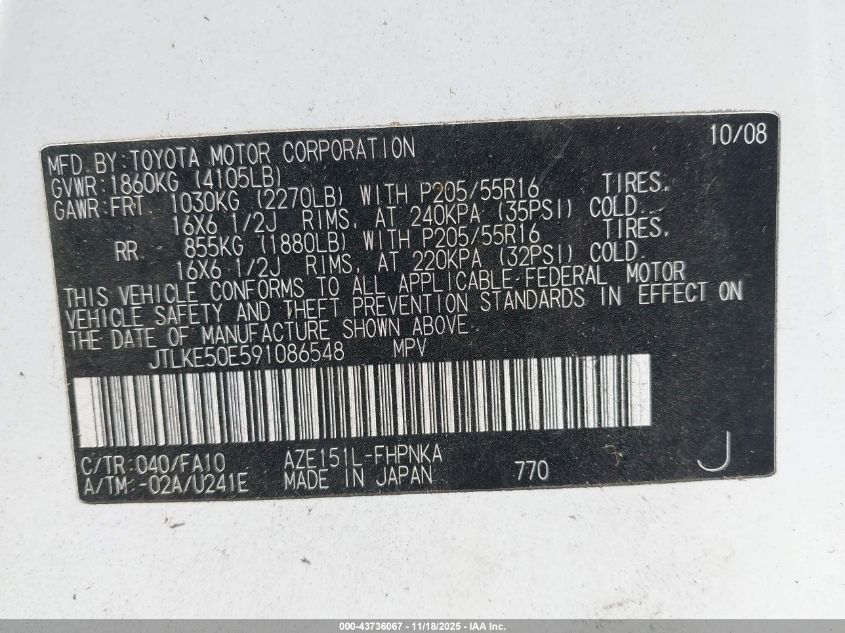 10/08
MFD.BY:TOYOTA MOTOR CORPORATION
GVWR:1860KG (4105LB)
GAWR:FRT 1030KG (2270LB) WITH P205/55R16 TIRES.
16X6 1/2J RIMS, AT 240KPA (35PSI) COLD.
RR 855KG (1880LB) WITH P205/55R16 TIRES.
16X6 1/2J RIMS, AT 220KPA (32PSI) COLD.
THIS VEHICLE CONFORMS TO ALL APPLICABLE FEDERAL MOTOR
VEHICLE SAFETY AND THEFT PREVENTION STANDARDS IN EFFECT ON
THE DATE OF MANUFACTURE SHOWN ABOVE.
JTLKE50E591086548 MPV
C/TR:040/FA10 AZE151L-FHPNKA
A/TM:-02A/U241E MADE IN JAPAN 770 J
000-43736067 - 11/18/2025 - IAA Inc.